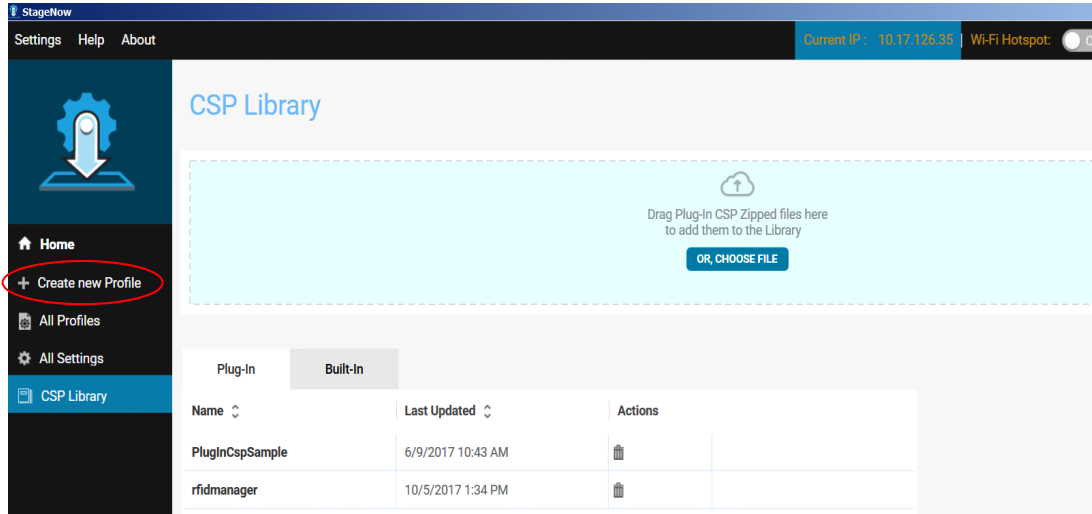 StageNow
Settings Help About
Current IP : 10.17.126.35 | Wi-Fi Hotspot:
CSP Library
Drag Plug-In CSP Zipped files here
to add them to the Library
OR, CHOOSE FILE
Home
Create new Profile
All Profiles
All Settings
CSP Library
Plug-In Built-In
Name Last Updated Actions
PlugInCspSample 6/9/2017 10:43 AM
rfidmanager 10/5/2017 1:34 PM